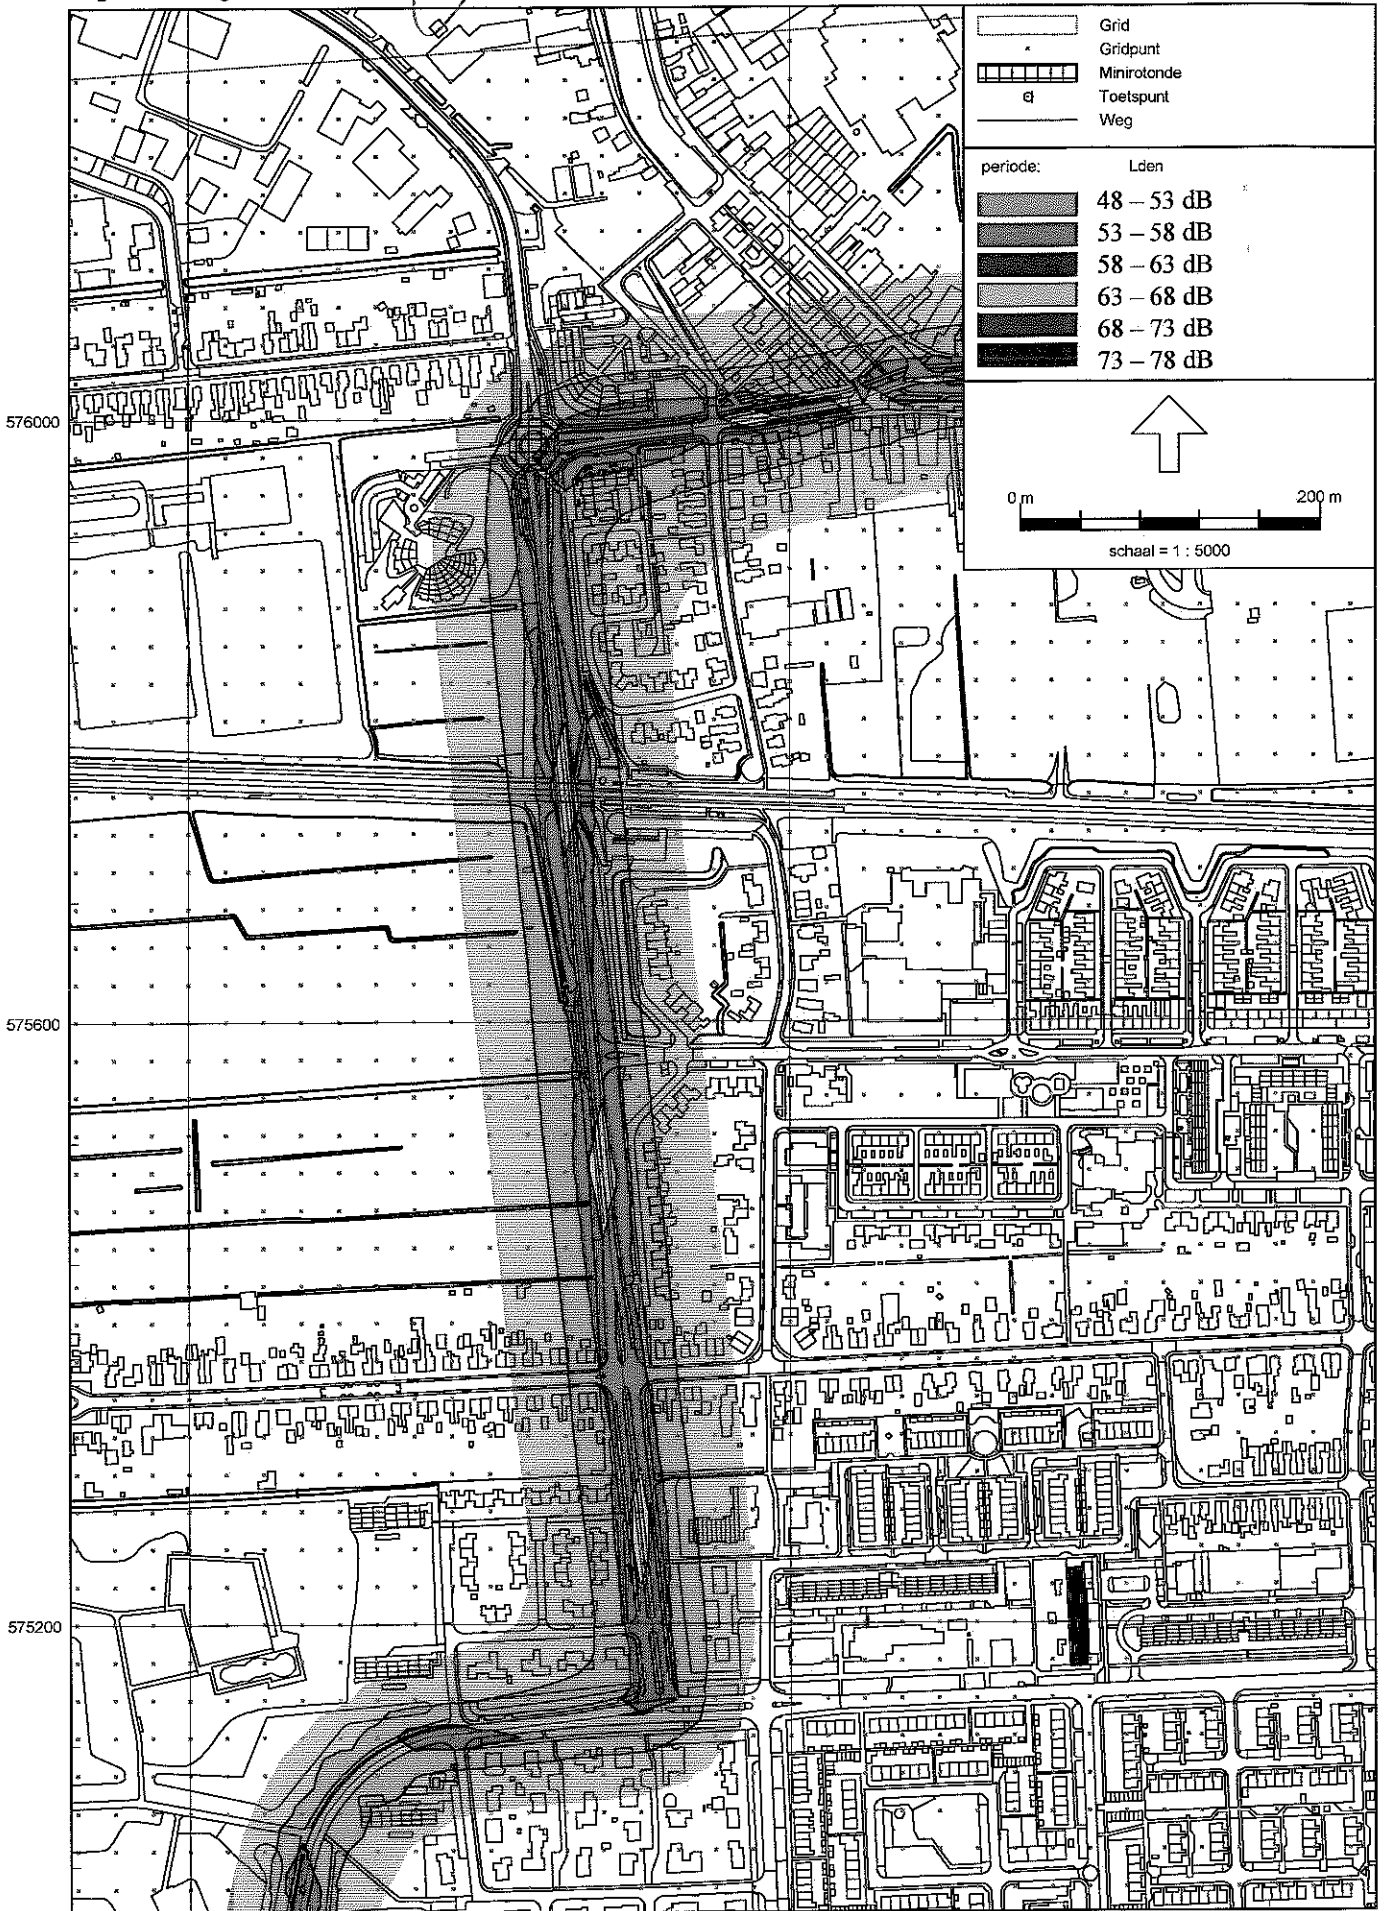 Grid
Gridpunt
Minirotonde
Toetspunt
Weg
periode: Lden
48 – 53 dB
53 – 58 dB
58 – 63 dB
63 – 68 dB
68 – 73 dB
73 – 78 dB
0 m 200 m
schaal = 1 : 5000
576000
575600
575200